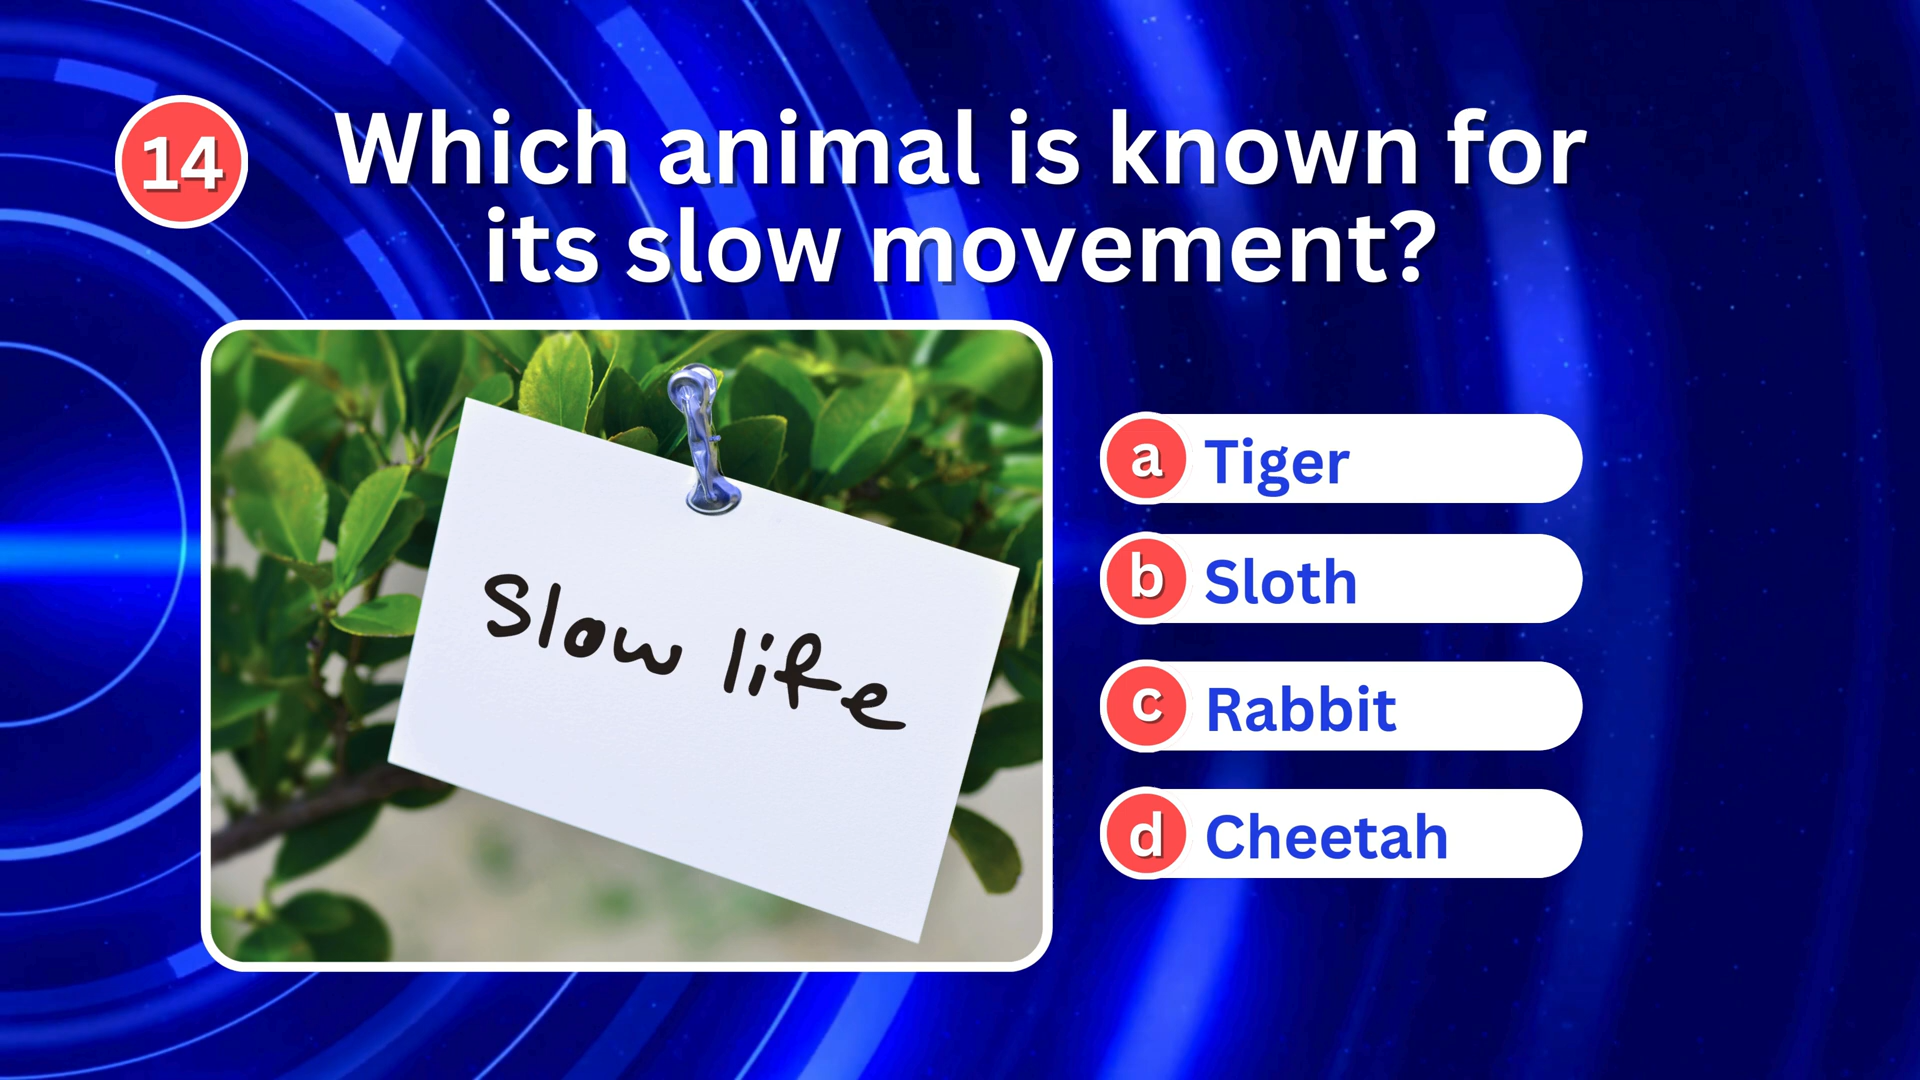 14
Which animal is known for
its slow movement?
Slow life
a Tiger
b Sloth
c Rabbit
d Cheetah